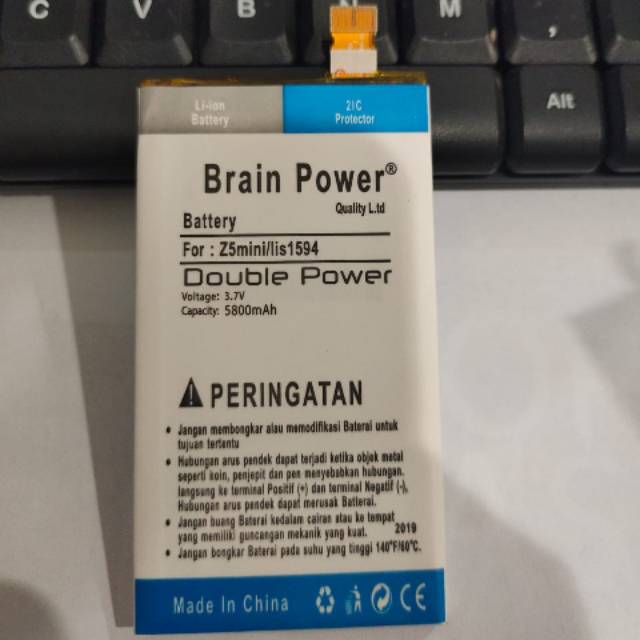 C V B N M ,
Alt
Li-ion 2IC
Battery Protector
Brain Power®
Quality L.td
Battery
For : Z5mini/lis1594
Double Power
Voltage: 3.7V
Capacity: 5800mAh
PERINGATAN
• Jangan membongkar alau memodifikasi Baterai untuk
tujuan tertentu
• Hubungan arus pendek dapat terjadi ketika objek metal
seperti koin, penjepit dan pen menyebabkan hubungan.
langsung ke terminal Positif (+) dan terminal Negatif (-),
Hubungan pendek dapat merusak Batlerai.
• Jangan buang Baterai kedalam cairan atau ke tempat
yang memiliki guncangan mekanik yang kuat. 2019
• Jangan bongkar Baterai pada suhu yang tinggi 140°F/60°C.
Made In China CE